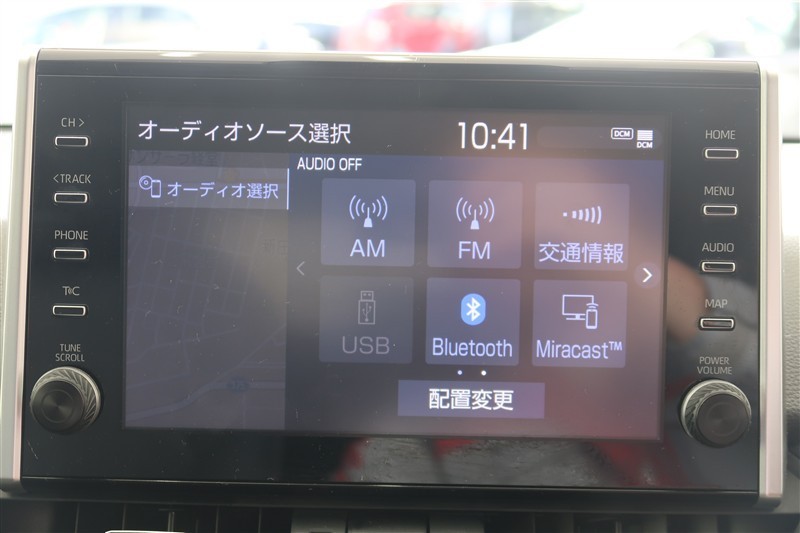 CH >
<TRACK
PHONE
T&C
TUNE
SCROLL
オーディオソース選択
10:41
DCM
DCM
AUDIO OFF
オーディオ選択
AM
FM
交通情報
USB
Bluetooth
Miracast™
配置変更
HOME
MENU
AUDIO
MAP
POWER
VOLUME